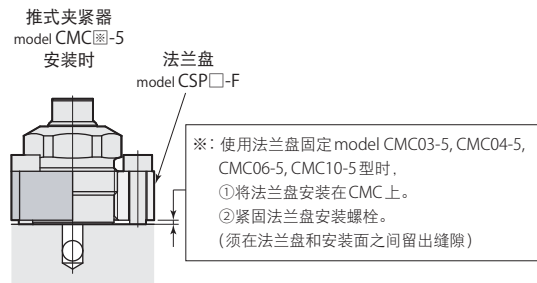 推式夹紧器
model CMC※-5
安装时
法兰盘
model CSP□-F
※：使用法兰盘固定model CMC03-5, CMC04-5,
CMC06-5, CMC10-5型时，
①将法兰盘安装在CMC上。
②紧固法兰盘安装螺栓。
(须在法兰盘和安装面之间留出缝隙)